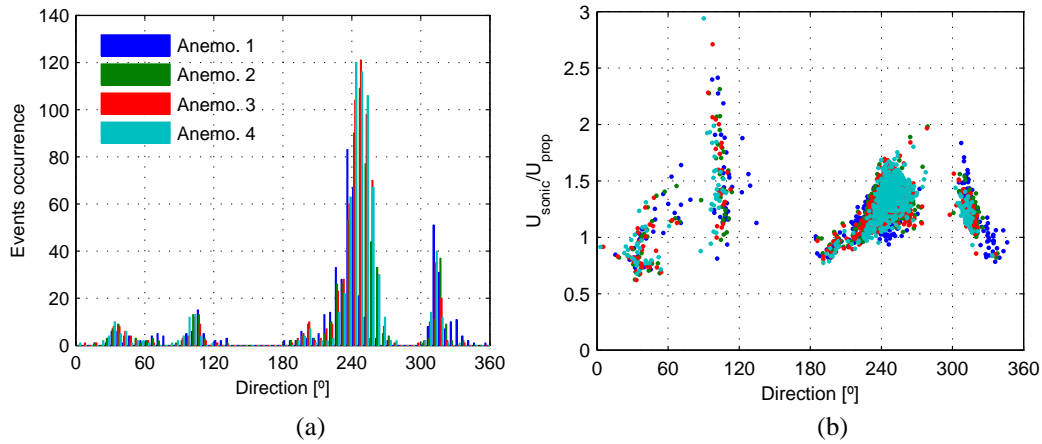 140
120
100
80
60
40
20
0
Events occurrence
Anemo. 1
Anemo. 2
Anemo. 3
Anemo. 4
0 60 120 180 240 300 360
Direction [º]
(a)
3
2.5
2
1.5
1
0.5
0
U_sonic/U_prop
0 60 120 180 240 300 360
Direction [º]
(b)